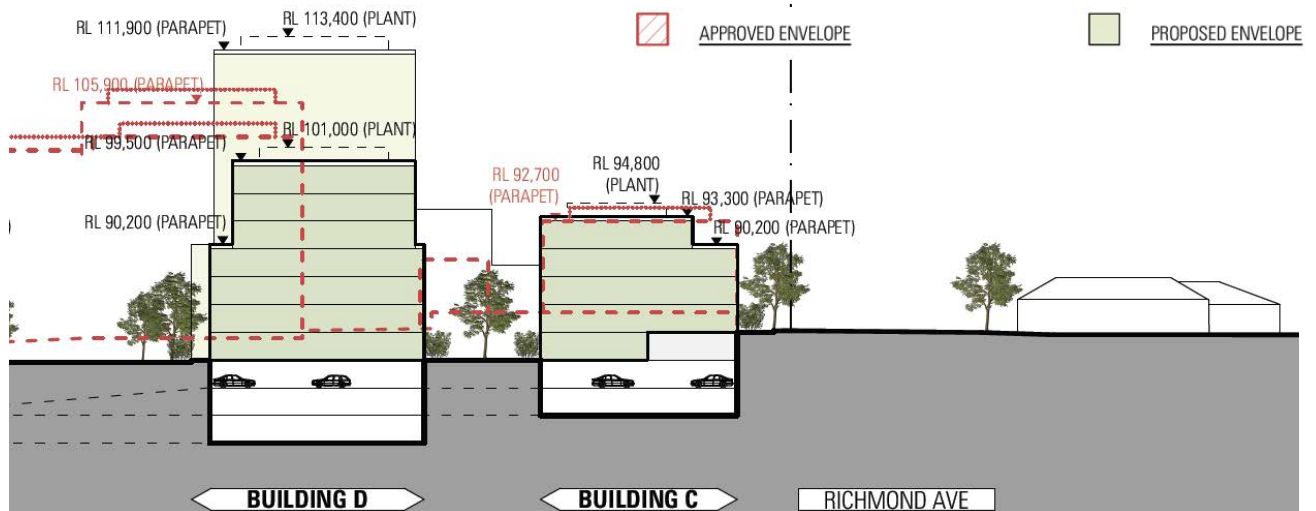 RL 113,400 (PLANT)
RL 111,900 (PARAPET)
APPROVED ENVELOPE
PROPOSED ENVELOPE
RL 105,900 (PARAPET)
RL 101,000 (PLANT)
RL 99,500 (PARAPET)
RL 92,700
(PARAPET)
RL 94,800
(PLANT)
RL 93,300 (PARAPET)
RL 90,200 (PARAPET)
RL 90,200 (PARAPET)
)
BUILDING D
BUILDING C
RICHMOND AVE